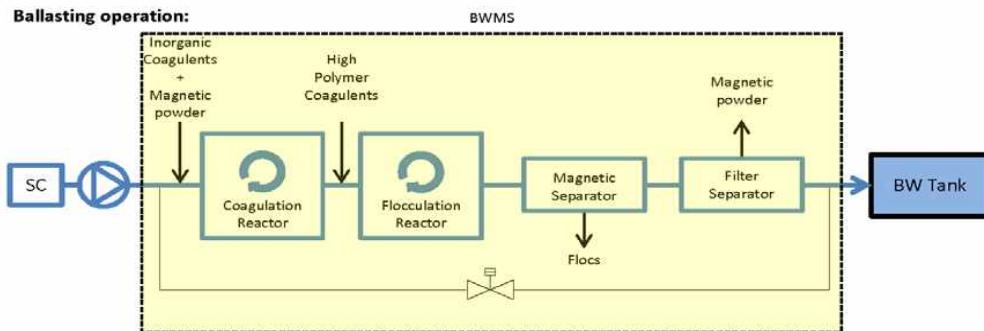 Ballasting operation:
BWMS
Inorganic
Coagulents
+
Magnetic
powder
High
Polymer
Coagulents
Magnetic
powder
SC
Coagulation
Reactor
Flocculation
Reactor
Magnetic
Separator
Filter
Separator
BW Tank
Flocs